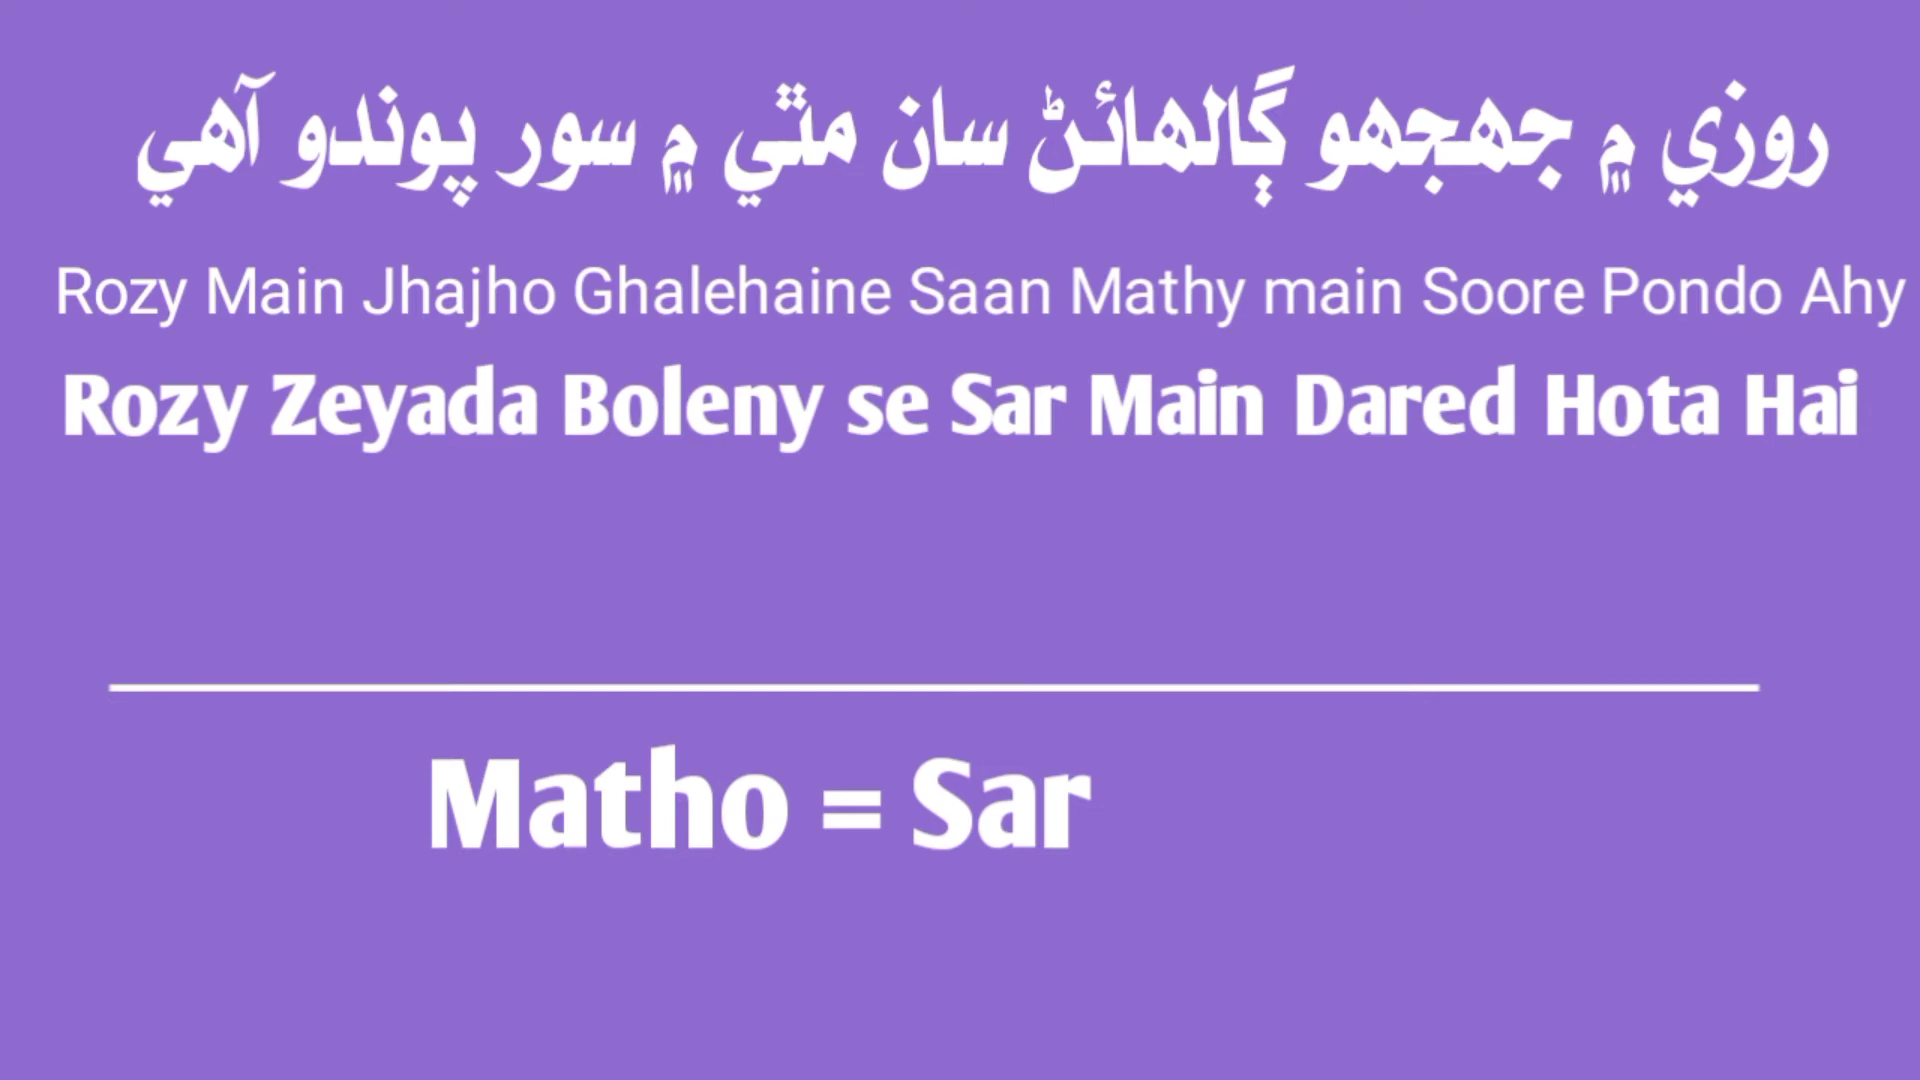 روزي ۾ جھجھو ڳالھائڻ سان مٿي ۾ سور پوندو آھي
Rozy Main Jhajho Ghalehaine Saan Mathy main Soore Pondo Ahy
Rozy Zeyada Boleny se Sar Main Dared Hota Hai
Matho = Sar